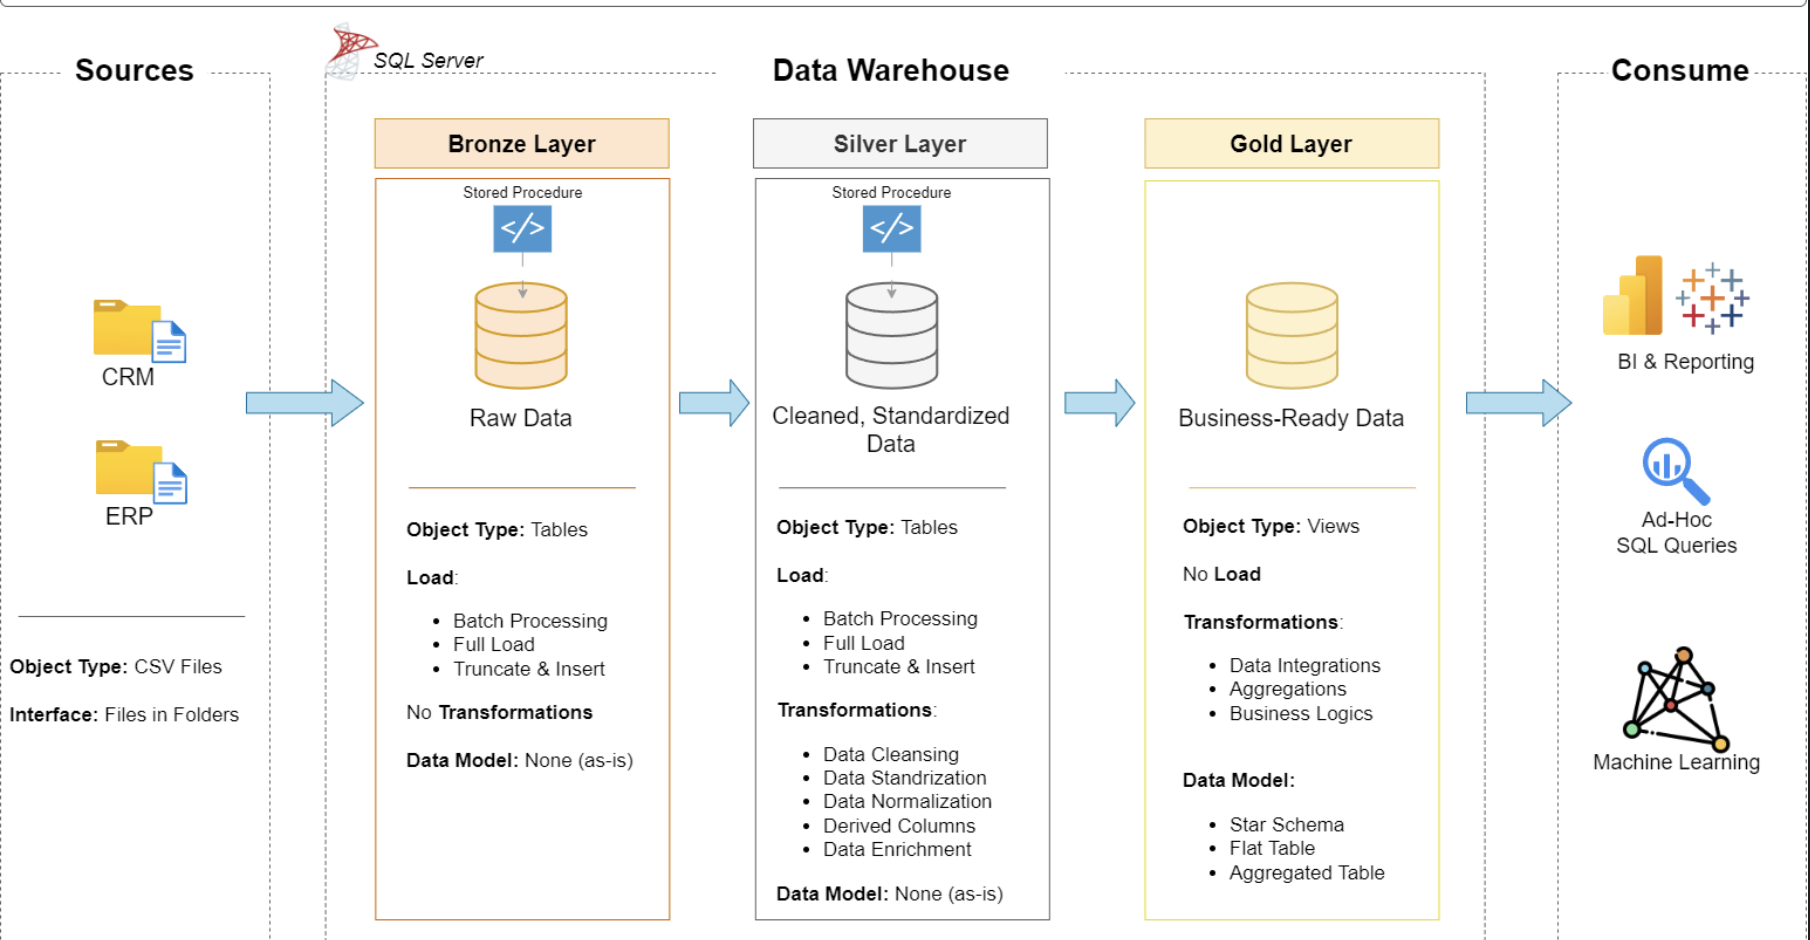 Sources
SQL Server
Data Warehouse
Consume
CRM
ERP
Object Type: CSV Files
Interface: Files in Folders
Bronze Layer
Stored Procedure
</>
Raw Data
Object Type: Tables
Load:
• Batch Processing
• Full Load
• Truncate & Insert
No Transformations
Data Model: None (as-is)
Silver Layer
Stored Procedure
</>
Cleaned, Standardized
Data
Object Type: Tables
Load:
• Batch Processing
• Full Load
• Truncate & Insert
Transformations:
• Data Cleansing
• Data Standrization
• Data Normalization
• Derived Columns
• Data Enrichment
Data Model: None (as-is)
Gold Layer
Business-Ready Data
Object Type: Views
No Load
Transformations:
• Data Integrations
• Aggregations
• Business Logics
Data Model:
• Star Schema
• Flat Table
• Aggregated Table
BI & Reporting
Ad-Hoc
SQL Queries
Machine Learning